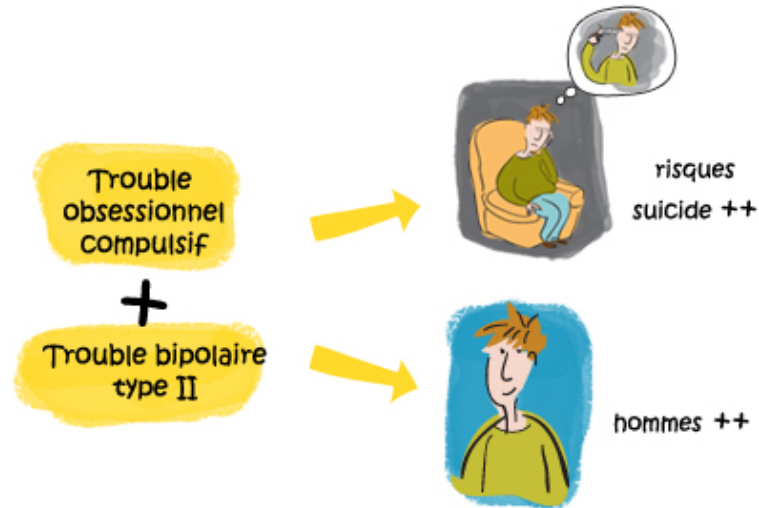 Trouble
obsessionnel
compulsif
+
Trouble bipolaire
type II
risques
suicide ++
hommes ++